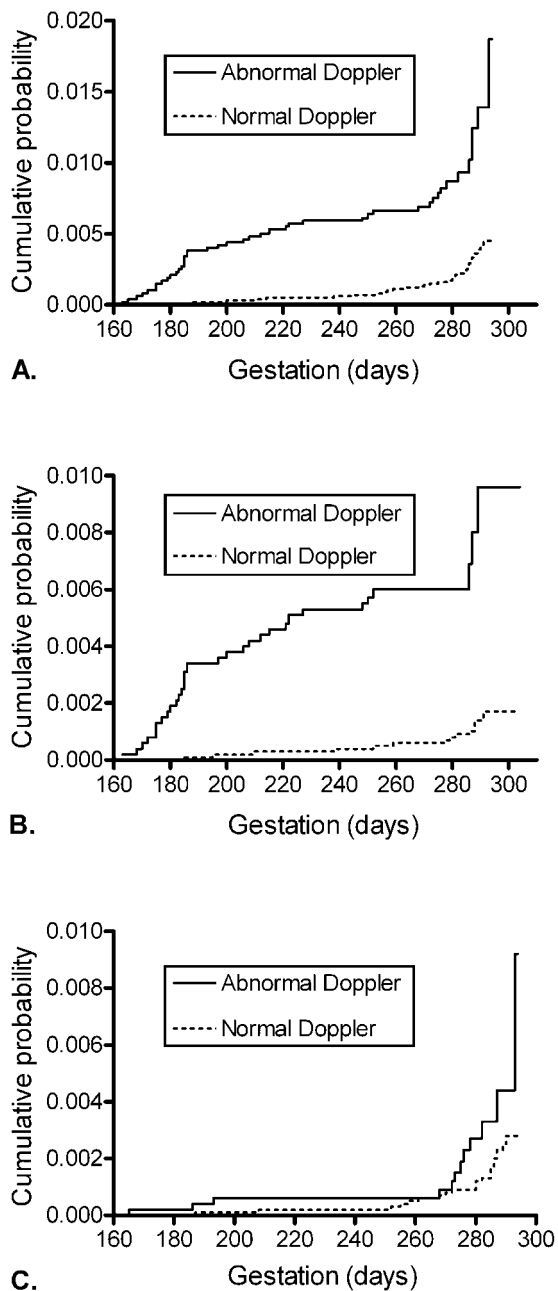 0.020
Abnormal Doppler
0.015
Normal Doppler
0.010
0.005
0.000
Cumulative probability
160 180 200 220 240 260 280 300
A. Gestation (days)
0.010
Abnormal Doppler
0.008
Normal Doppler
0.006
0.004
0.002
0.000
Cumulative probability
160 180 200 220 240 260 280 300
B. Gestation (days)
0.010
Abnormal Doppler
0.008
Normal Doppler
0.006
0.004
0.002
0.000
Cumulative probability
160 180 200 220 240 260 280 300
C. Gestation (days)